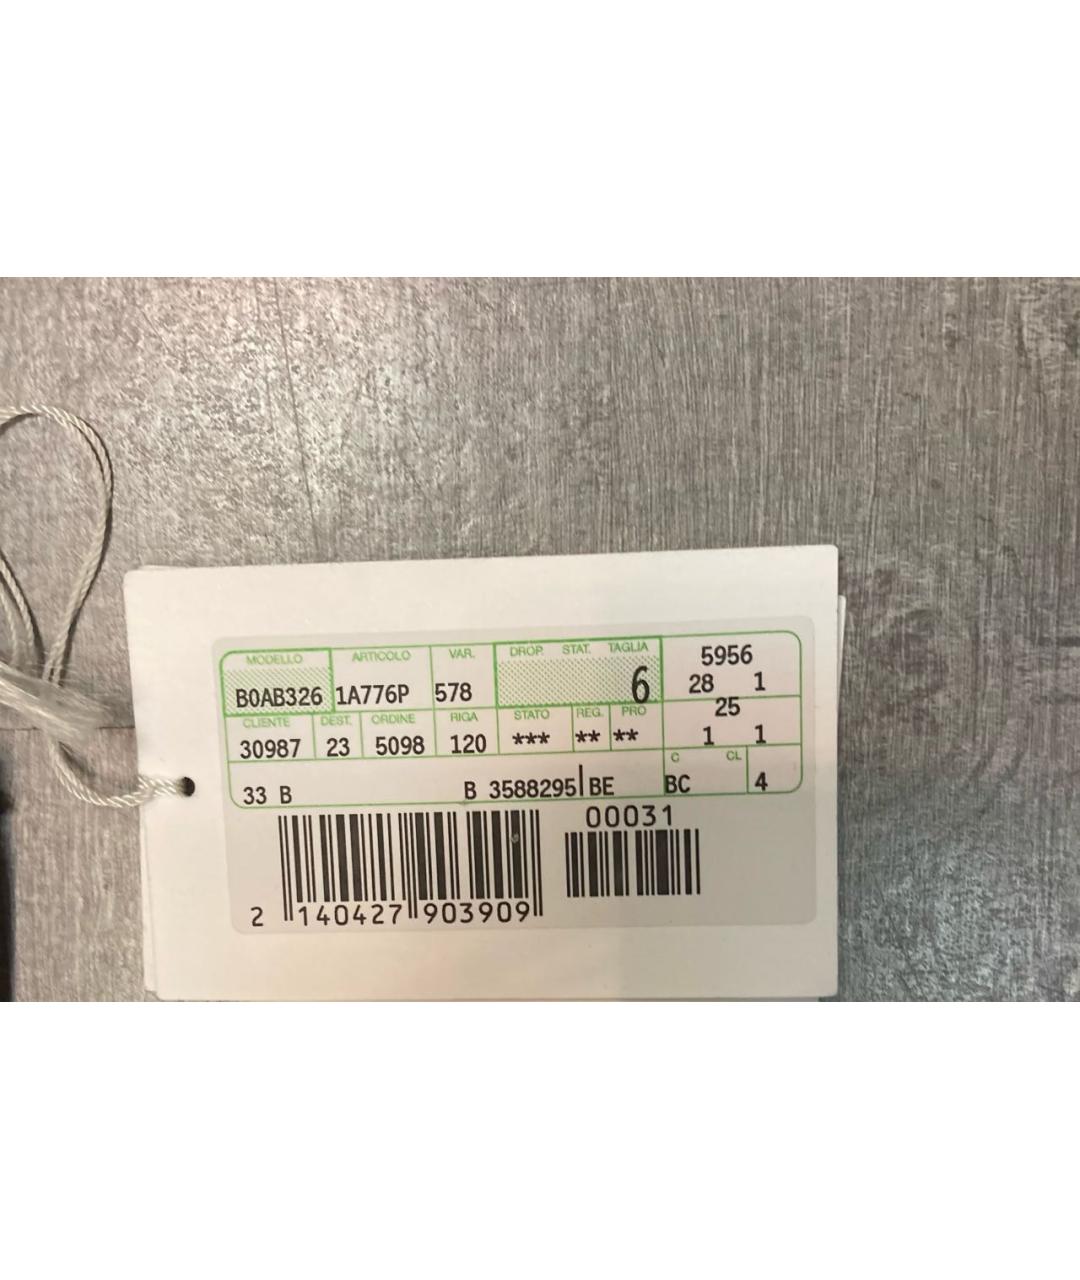 MODELLO ARTICOLO VAR. DROP. STAT. TAGLIA 5956
B0AB326 1A776P 578 6 28 1
CLIENTE DEST. ORDINE RIGA STATO REG. PRO 25
30987 23 5098 120 *** ** ** 1 1
C CL
33 B B 3588295 BE BC 4
00031
2 140427 903909